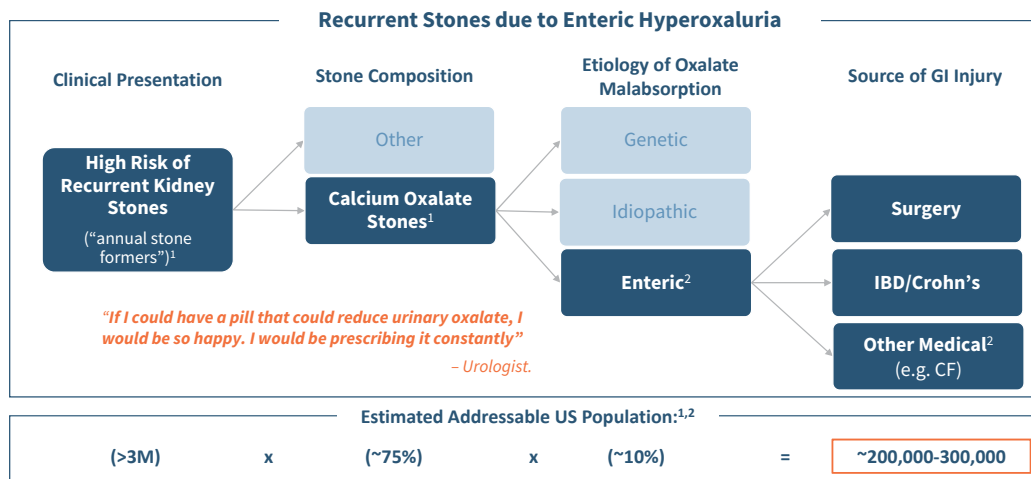 Recurrent Stones due to Enteric Hyperoxaluria
Clinical Presentation
Stone Composition
Etiology of Oxalate
Malabsorption
Source of GI Injury
High Risk of
Recurrent Kidney
Stones
(“annual stone
formers”)1
Other
Calcium Oxalate
Stones1
Genetic
Idiopathic
Enteric2
Surgery
IBD/Crohn’s
Other Medical2
(e.g. CF)
“If I could have a pill that could reduce urinary oxalate, I
would be so happy. I would be prescribing it constantly”
– Urologist.
Estimated Addressable US Population:1,2
(>3M) x (~75%) x (~10%) = ~200,000-300,000